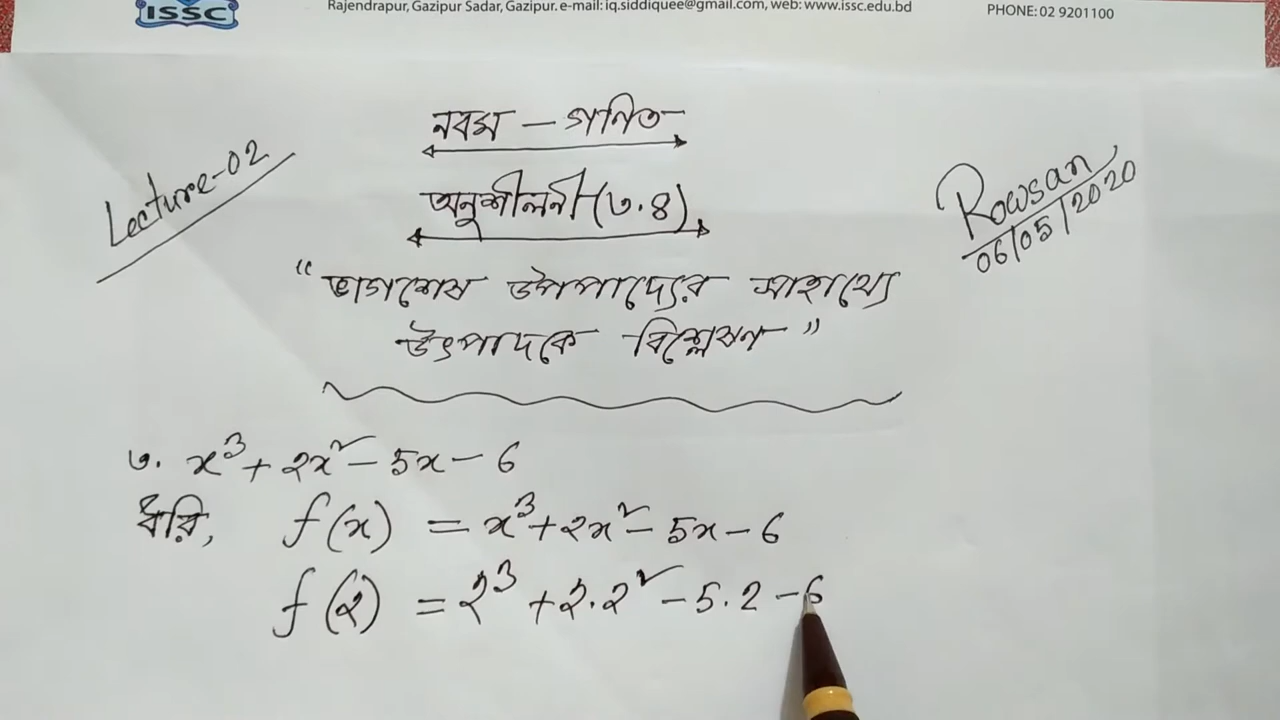 ISSC
Rajendrapur, Gazipur Sadar, Gazipur. e-mail: iq.siddiquee@gmail.com, web: www.issc.edu.bd
PHONE: 02 9201100
নবম - গনিত
Lecture-02
অনুশীলনী (৩.৪)
Rowsan
06/05/2020
"ভাগশেষ উপপাদ্যের সাহায্যে
উৎপাদকে বিশ্লেষন"
৩. x³ + 2x² - 5x - 6
ধরি, f(x) = x³ + 2x² - 5x - 6
f(2) = 2³ + 2.2² - 5.2 - 6